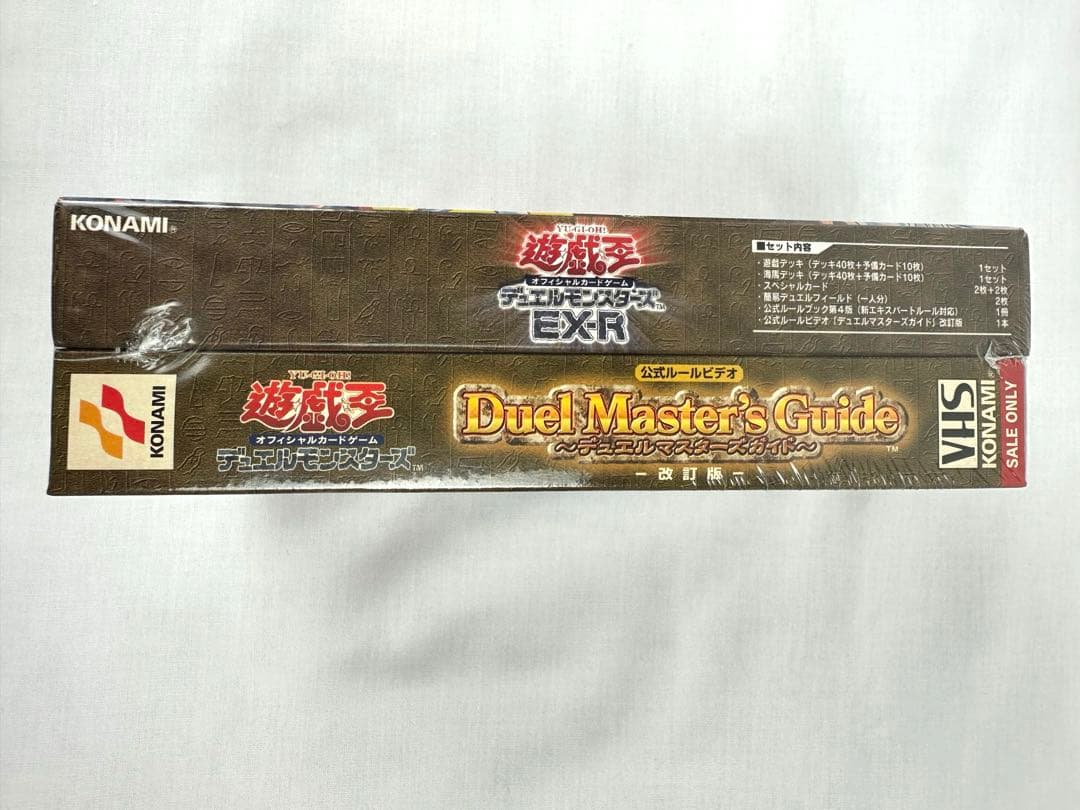 KONAMI®
YU-GI-OH!
遊戯王
オフィシャルカードゲーム
デュエルモンスターズ™
EX-R
■セット内容
・遊戯デッキ（デッキ40枚＋予備カード10枚） 1セット
・海馬デッキ（デッキ40枚＋予備カード10枚） 1セット
・スペシャルカード 2枚＋2枚
・簡易デュエルフィールド（一人分） 2枚
・公式ルールブック第4版（新エキスパートルール対応） 1冊
・公式ルールビデオ「デュエルマスターズガイド」改訂版 1本
KONAMI
YU-GI-OH!
遊戯王
オフィシャルカードゲーム
デュエルモンスターズ™
公式ルールビデオ
Duel Master's Guide
～デュエルマスターズガイド～™
－改訂版－
VHS
KONAMI®
SALE ONLY